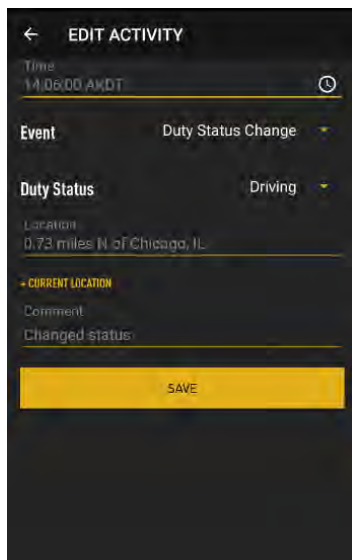 EDIT ACTIVITY
Time
14:06:00 AKDT
Event Duty Status Change
Duty Status Driving
Location
0.73 miles N of Chicago, IL
+ CURRENT LOCATION
Comment
Changed status
SAVE